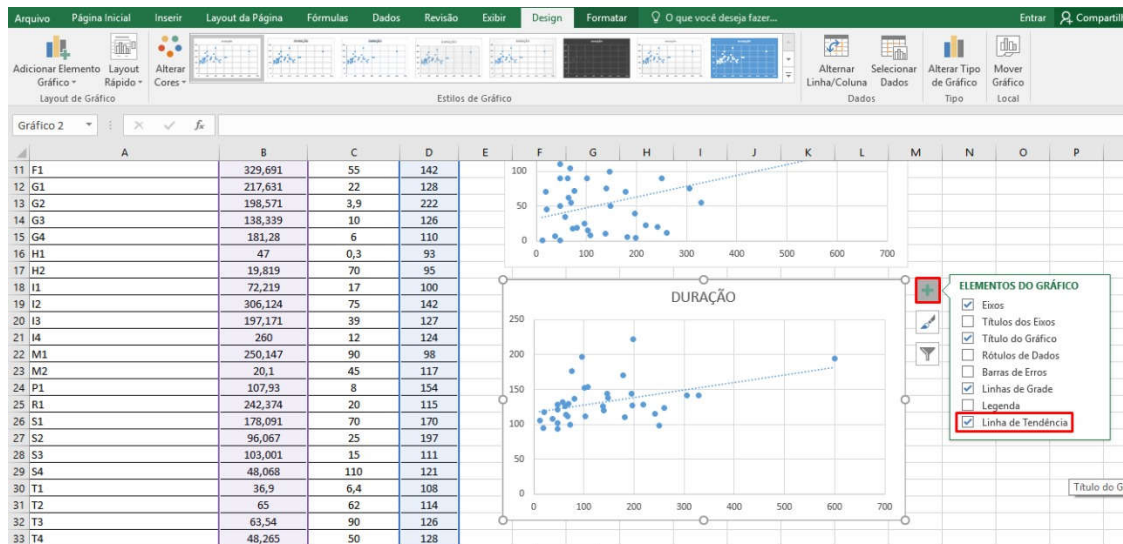 Arquivo Página Inicial Inserir Layout da Página Fórmulas Dados Revisão Exibir Design Formatar O que você deseja fazer... Entrar Compartilh
Adicionar Elemento Gráfico Layout Rápido Alterar Cores Alternar Linha/Coluna Selecionar Dados Alterar Tipo de Gráfico Mover Gráfico
Layout de Gráfico Estilos de Gráfico Dados Tipo Local
Gráfico 2 fx
A B C D E F G H I J K L M N O P
11 F1 329,691 55 142
12 G1 217,631 22 128
13 G2 198,571 3,9 222
14 G3 138,339 10 126
15 G4 181,28 6 110
16 H1 47 0,3 93
17 H2 19,819 70 95
18 I1 72,219 17 100
19 I2 306,124 75 142
20 I3 197,171 39 127
21 I4 260 12 124
22 M1 250,147 90 98
23 M2 20,1 45 117
24 P1 107,93 8 154
25 R1 242,374 20 115
26 S1 178,091 70 170
27 S2 96,067 25 197
28 S3 103,001 15 111
29 S4 48,068 110 121
30 T1 36,9 6,4 108
31 T2 65 62 114
32 T3 63,54 90 126
33 T4 48,265 50 128
100
50
0
0 100 200 300 400 500 600 700
DURAÇÃO
250
200
150
100
50
0
0 100 200 300 400 500 600 700
ELEMENTOS DO GRÁFICO
Eixos
Títulos dos Eixos
Título do Gráfico
Rótulos de Dados
Barras de Erros
Linhas de Grade
Legenda
Linha de Tendência
Título do G